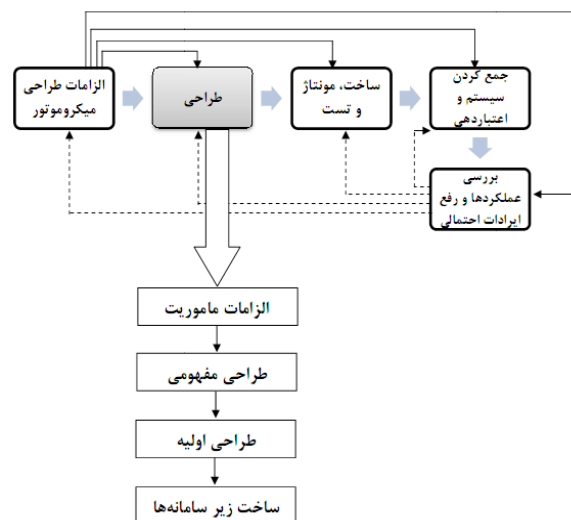 الزامات طراحی
میکروموتور
طراحی
ساخت، مونتاژ
و تست
جمع کردن
سیستم و
اعتباردهی
بررسی
عملکردها و رفع
ایرادات احتمالی
الزامات ماموریت
طراحی مفهومی
طراحی اولیه
ساخت زیر سامانه‌ها